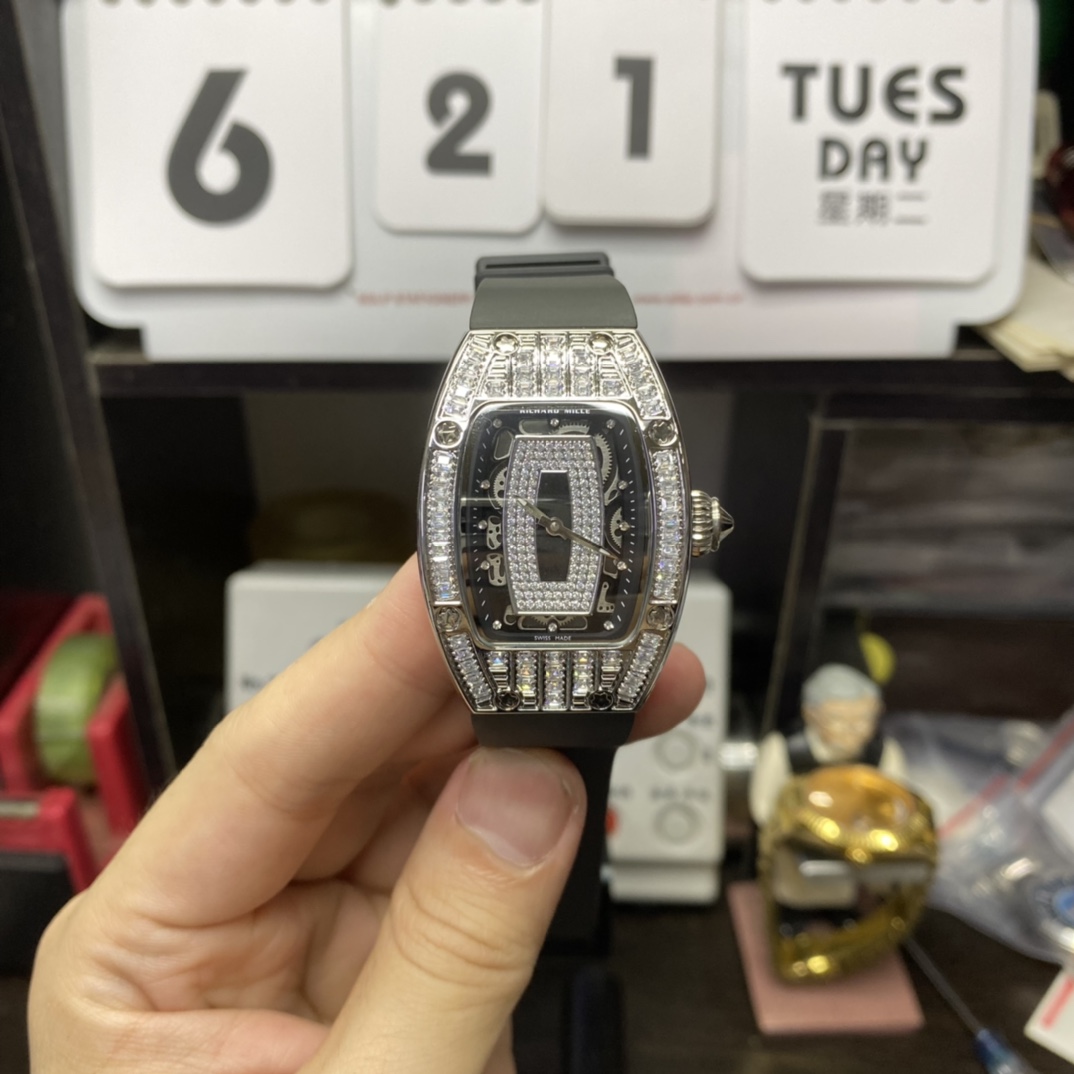 6
2
1
TUES
DAY
星期二
RICHARD MILLE
SWISS MADE